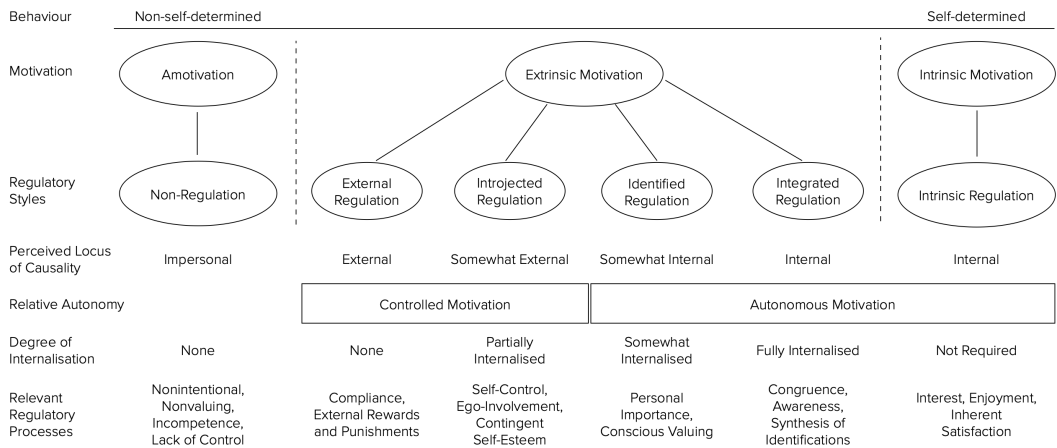 Behaviour Non-self-determined Self-determined
Motivation Amotivation Extrinsic Motivation Intrinsic Motivation
Regulatory
Styles
Non-Regulation
External
Regulation
Introjected
Regulation
Identified
Regulation
Integrated
Regulation
Intrinsic Regulation
Perceived Locus
of Causality
Impersonal External Somewhat External Somewhat Internal Internal Internal
Relative Autonomy Controlled Motivation Autonomous Motivation
Degree of
Internalisation
None
None
Partially
Internalised
Somewhat
Internalised
Fully Internalised
Not Required
Relevant
Regulatory
Processes
Nonintentional,
Nonvaluing,
Incompetence,
Lack of Control
Compliance,
External Rewards
and Punishments
Self-Control,
Ego-Involvement,
Contingent
Self-Esteem
Personal
Importance,
Conscious Valuing
Congruence,
Awareness,
Synthesis of
Identifications
Interest, Enjoyment,
Inherent
Satisfaction